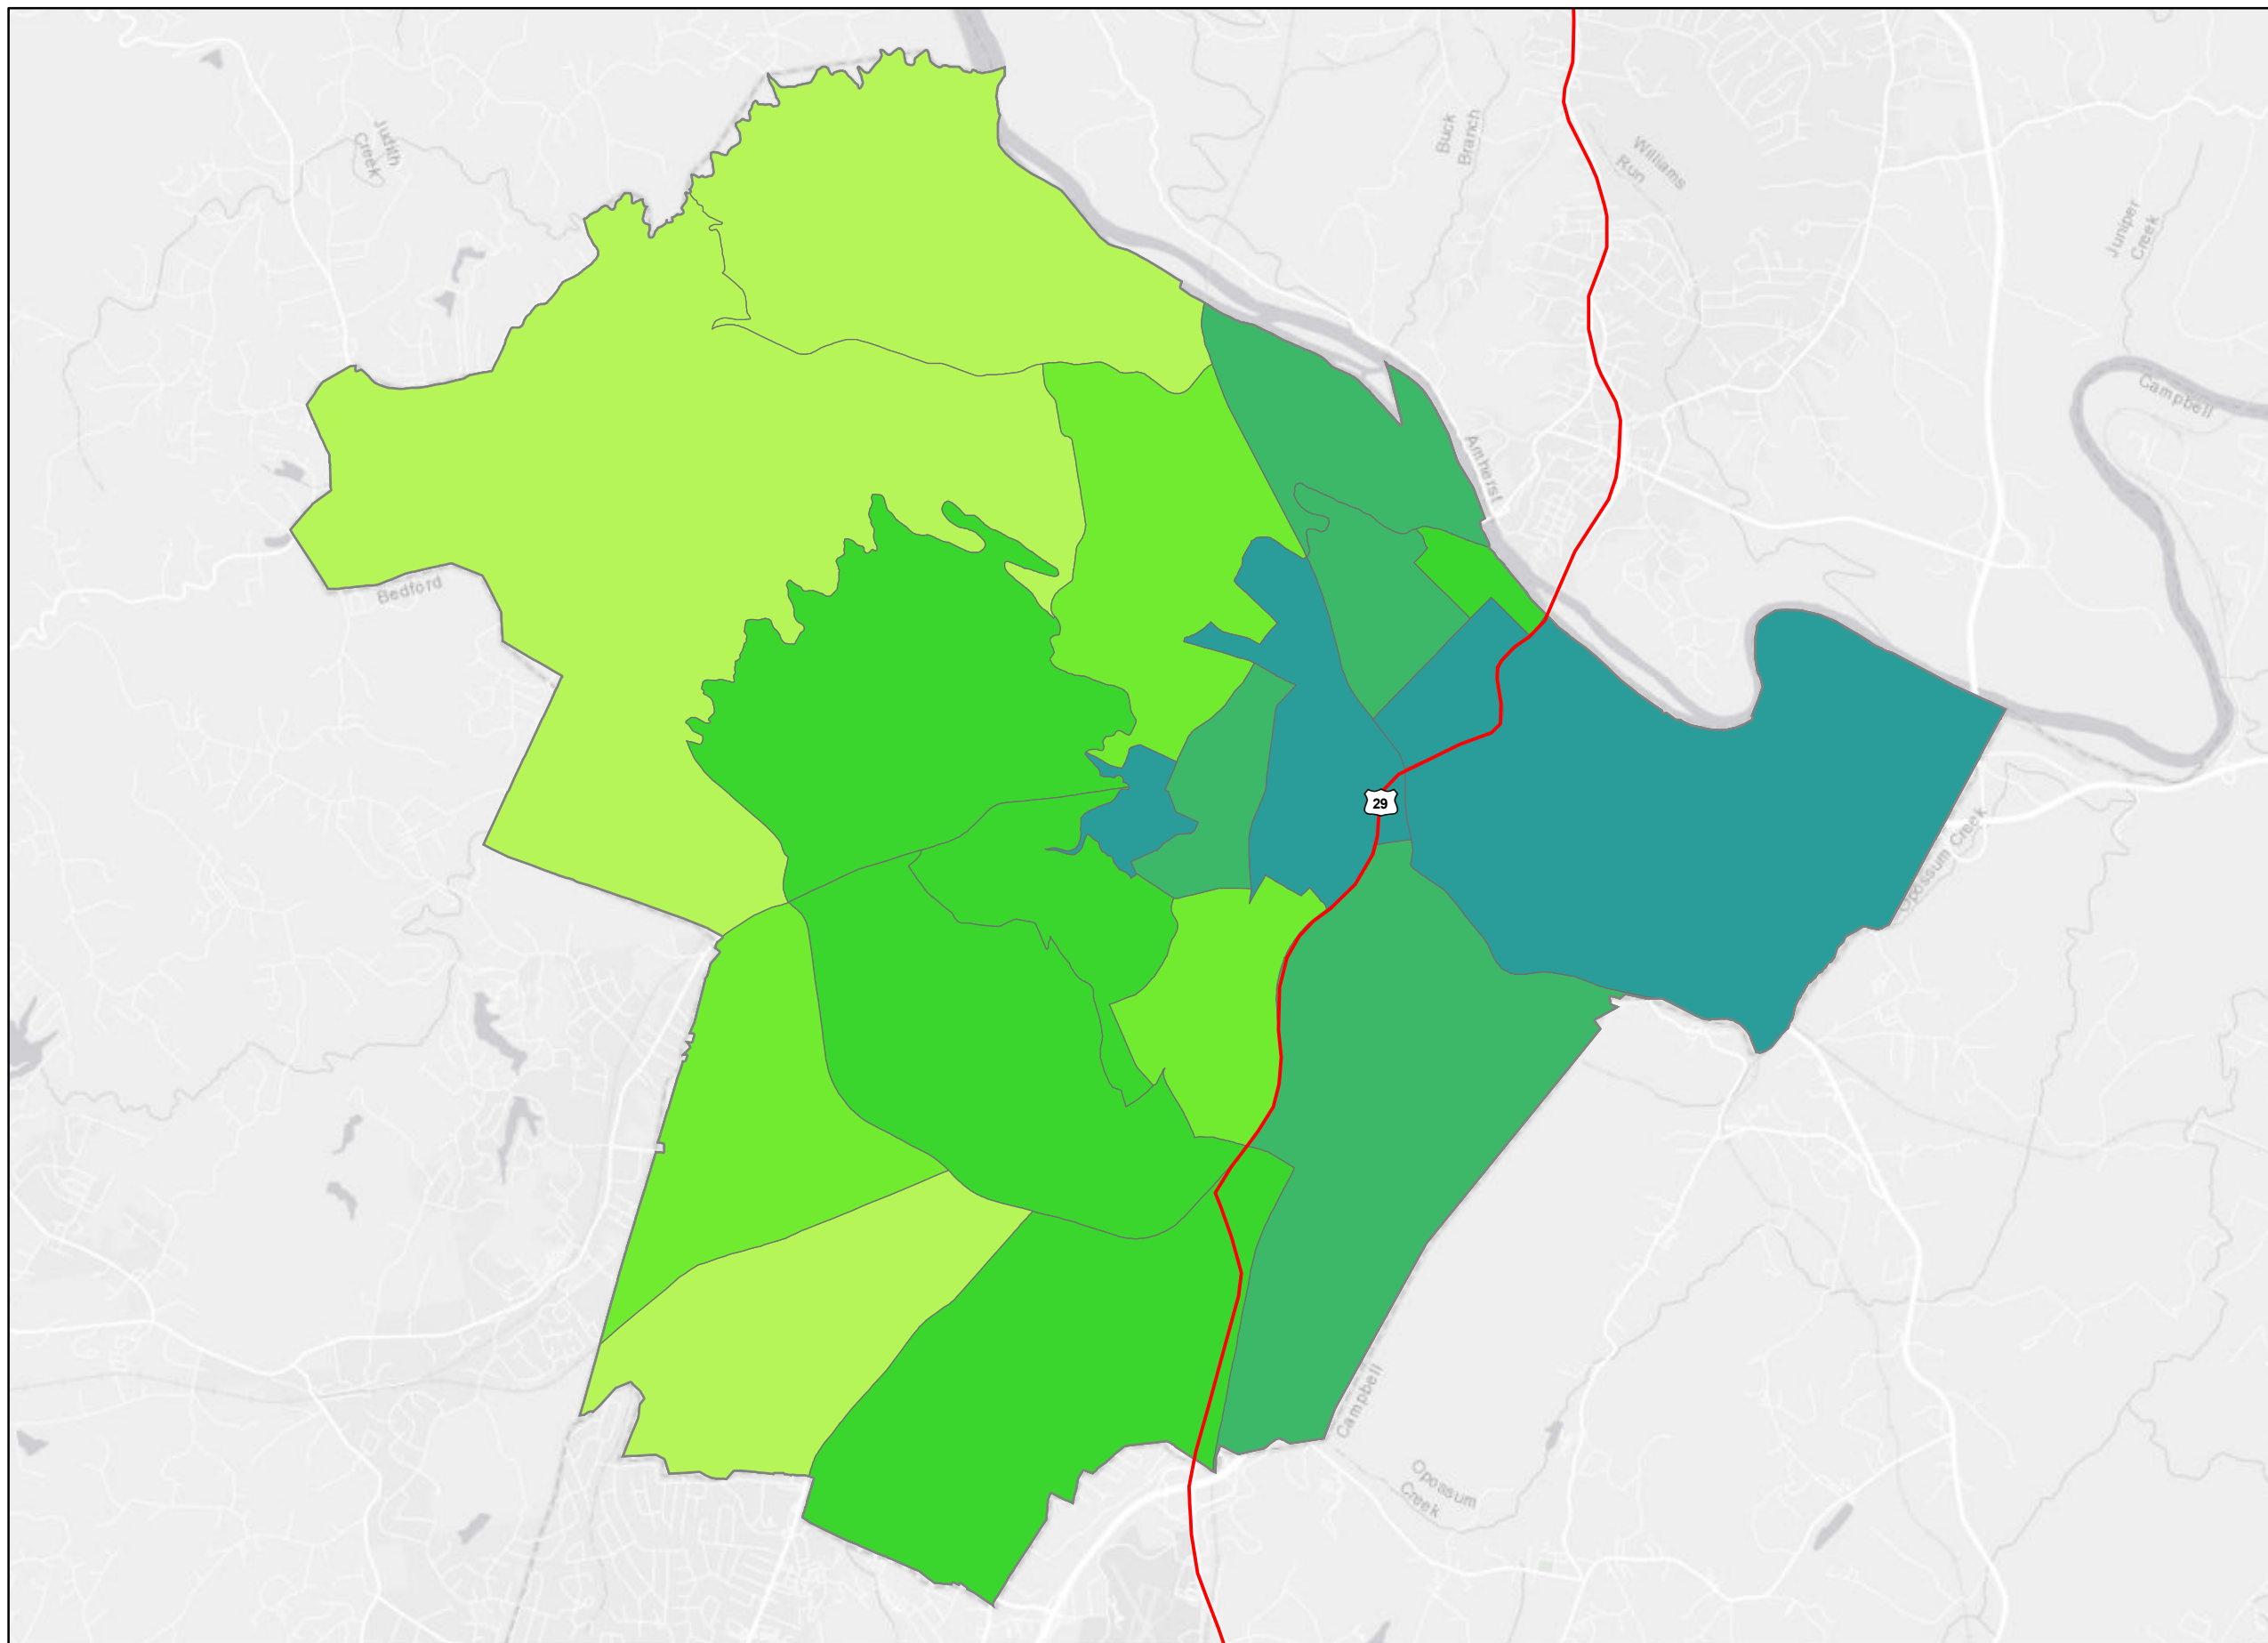 Judith
Creek
Buck
Branch
Williams
Run
Juniper
Creek
Campbell
Amherst
Bedford
29
Opossum Creek
Campbell
Opossum
Creek